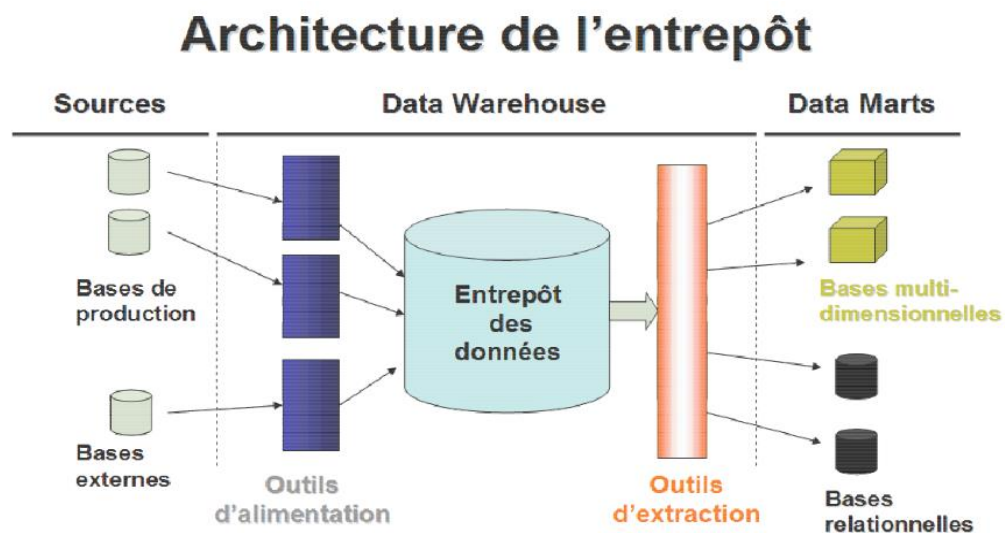 Architecture de l'entrepôt
Sources
Data Warehouse
Data Marts
Bases de
production
Bases
externes
Outils
d'alimentation
Entrepôt
des
données
Outils
d'extraction
Bases multi-
dimensionnelles
Bases
relationnelles